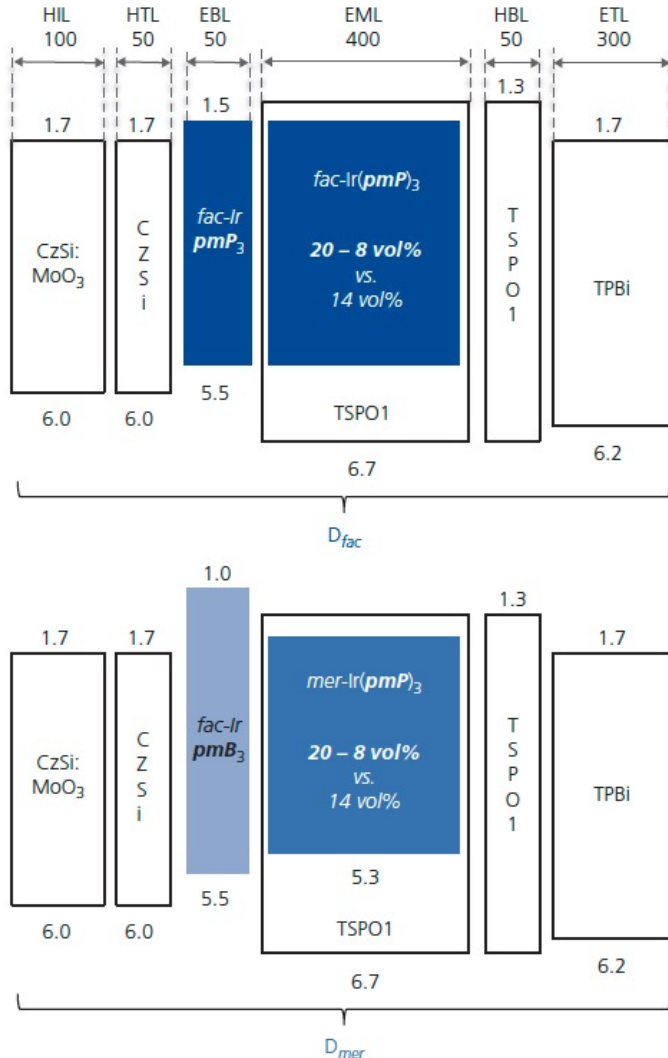 HIL HTL EBL EML HBL ETL
100 50 50 400 50 300
1.7 1.7 1.5 1.3 1.7
CzSi:
MoO₃
C
Z
S
i
fac-Ir
pmP₃
fac-Ir(pmP)₃
20 – 8 vol%
vs.
14 vol%
TSPO1
T
S
P
O
1
TPBi
6.0 6.0 5.5 6.7 6.2
D_fac
1.7 1.7 1.0 1.3 1.7
CzSi:
MoO₃
C
Z
S
i
fac-Ir
pmB₃
mer-Ir(pmP)₃
20 – 8 vol%
vs.
14 vol%
5.3
TSPO1
T
S
P
O
1
TPBi
6.0 6.0 5.5 6.7 6.2
D_mer